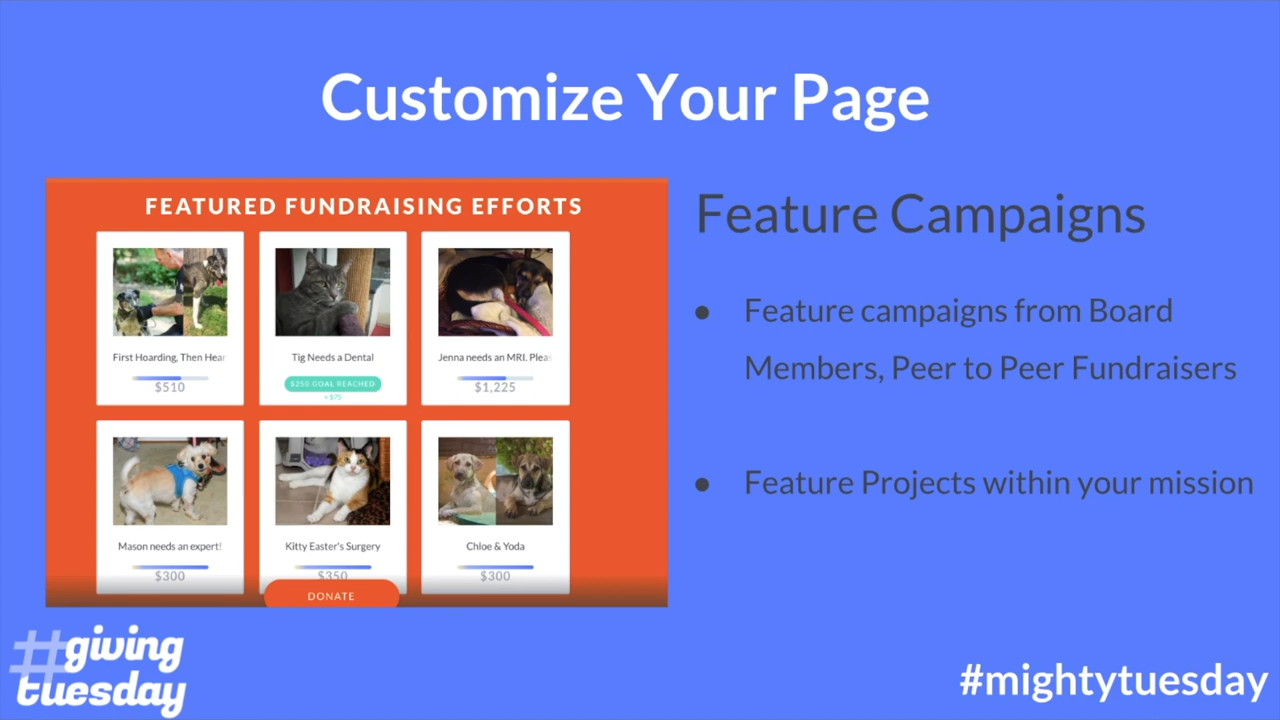 Customize Your Page
FEATURED FUNDRAISING EFFORTS
First Hoarding, Then Hear
$510
Tig Needs a Dental
$250 GOAL REACHED
+ $75
Jenna needs an MRI. Pleas
$1,225
Mason needs an expert!
$300
Kitty Easter's Surgery
$350
Chloe & Yoda
$300
DONATE
Feature Campaigns
● Feature campaigns from Board
Members, Peer to Peer Fundraisers
● Feature Projects within your mission
#giving
tuesday
#mightytuesday